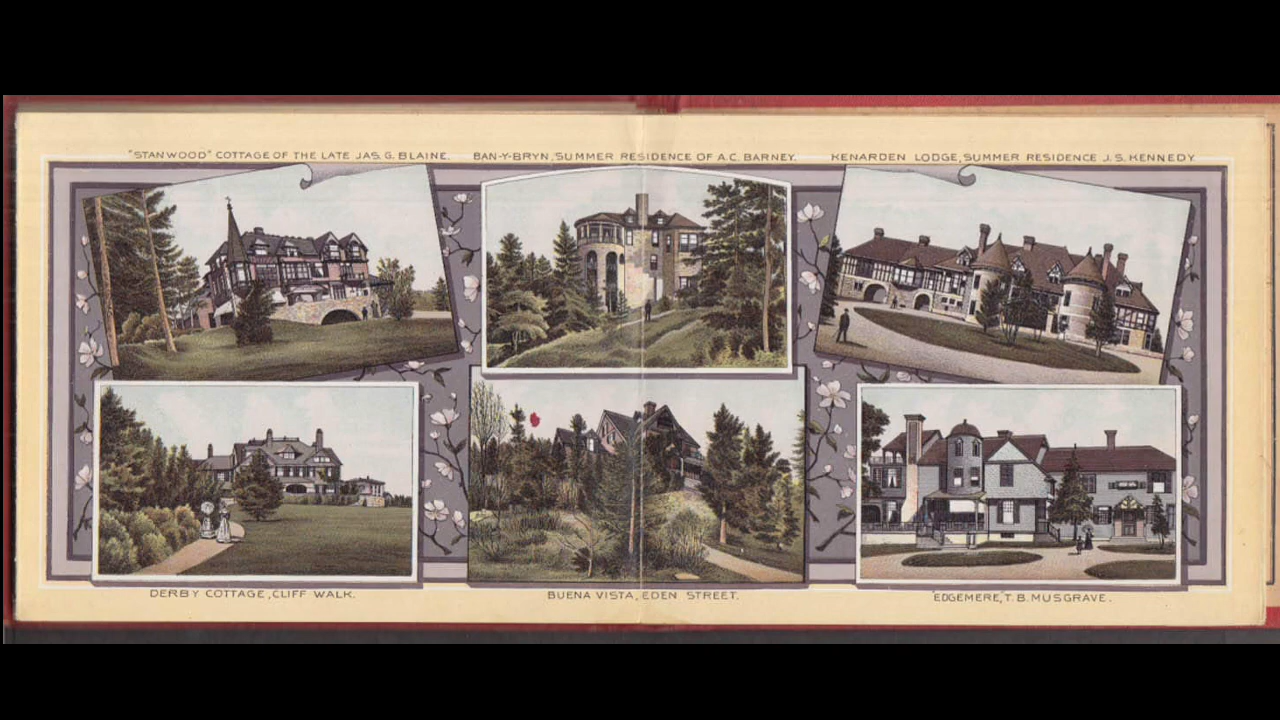 "STANWOOD" COTTAGE OF THE LATE JAS. G. BLAINE.
BAN-Y-BRYN, SUMMER RESIDENCE OF A.C. BARNEY.
KENARDEN LODGE, SUMMER RESIDENCE J.S. KENNEDY
DERBY COTTAGE, CLIFF WALK.
BUENA VISTA, EDEN STREET.
"EDGEMERE," T.B. MUSGRAVE.